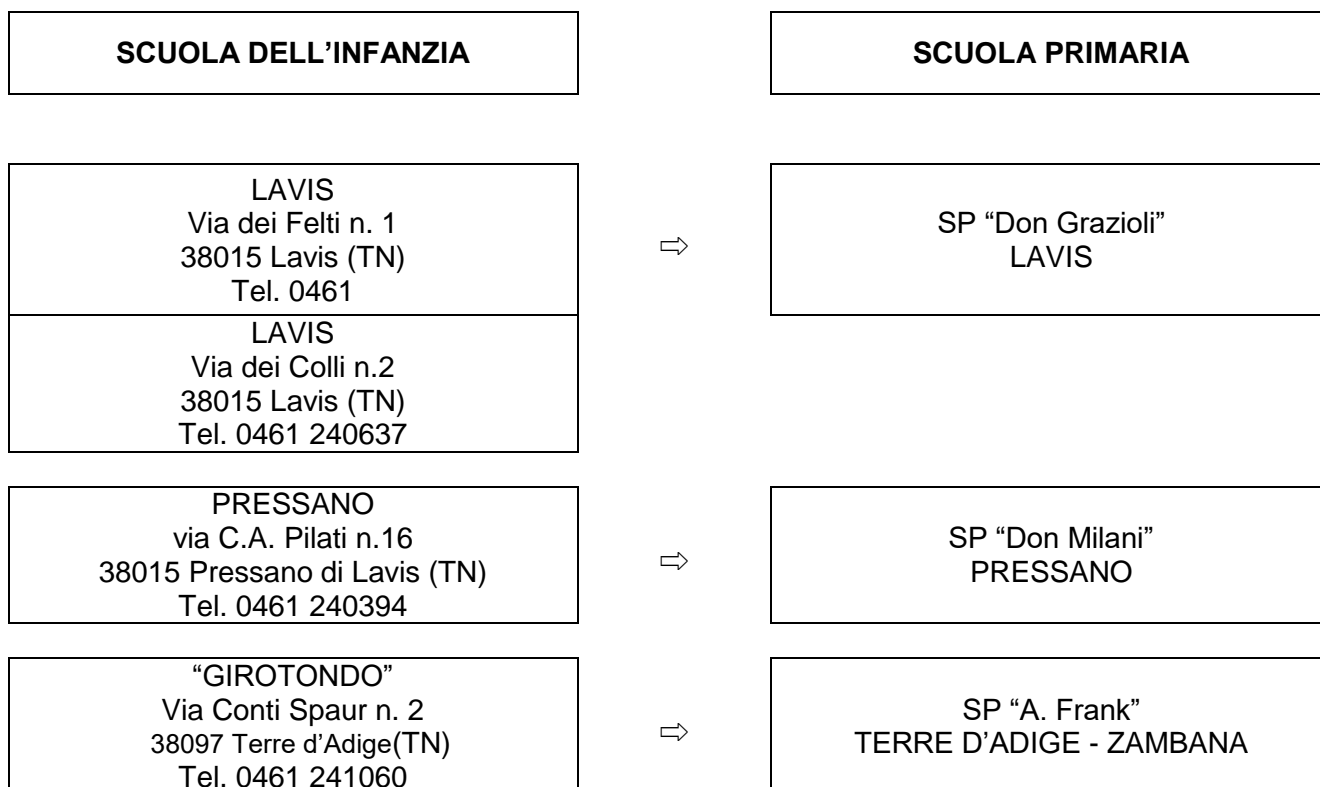 SCUOLA DELL’INFANZIA
SCUOLA PRIMARIA
LAVIS
Via dei Felti n. 1
38015 Lavis (TN)
Tel. 0461
⇨
SP “Don Grazioli”
LAVIS
LAVIS
Via dei Colli n.2
38015 Lavis (TN)
Tel. 0461 240637
PRESSANO
via C.A. Pilati n.16
38015 Pressano di Lavis (TN)
Tel. 0461 240394
⇨
SP “Don Milani”
PRESSANO
“GIROTONDO”
Via Conti Spaur n. 2
38097 Terre d’Adige(TN)
Tel. 0461 241060
⇨
SP “A. Frank”
TERRE D’ADIGE - ZAMBANA